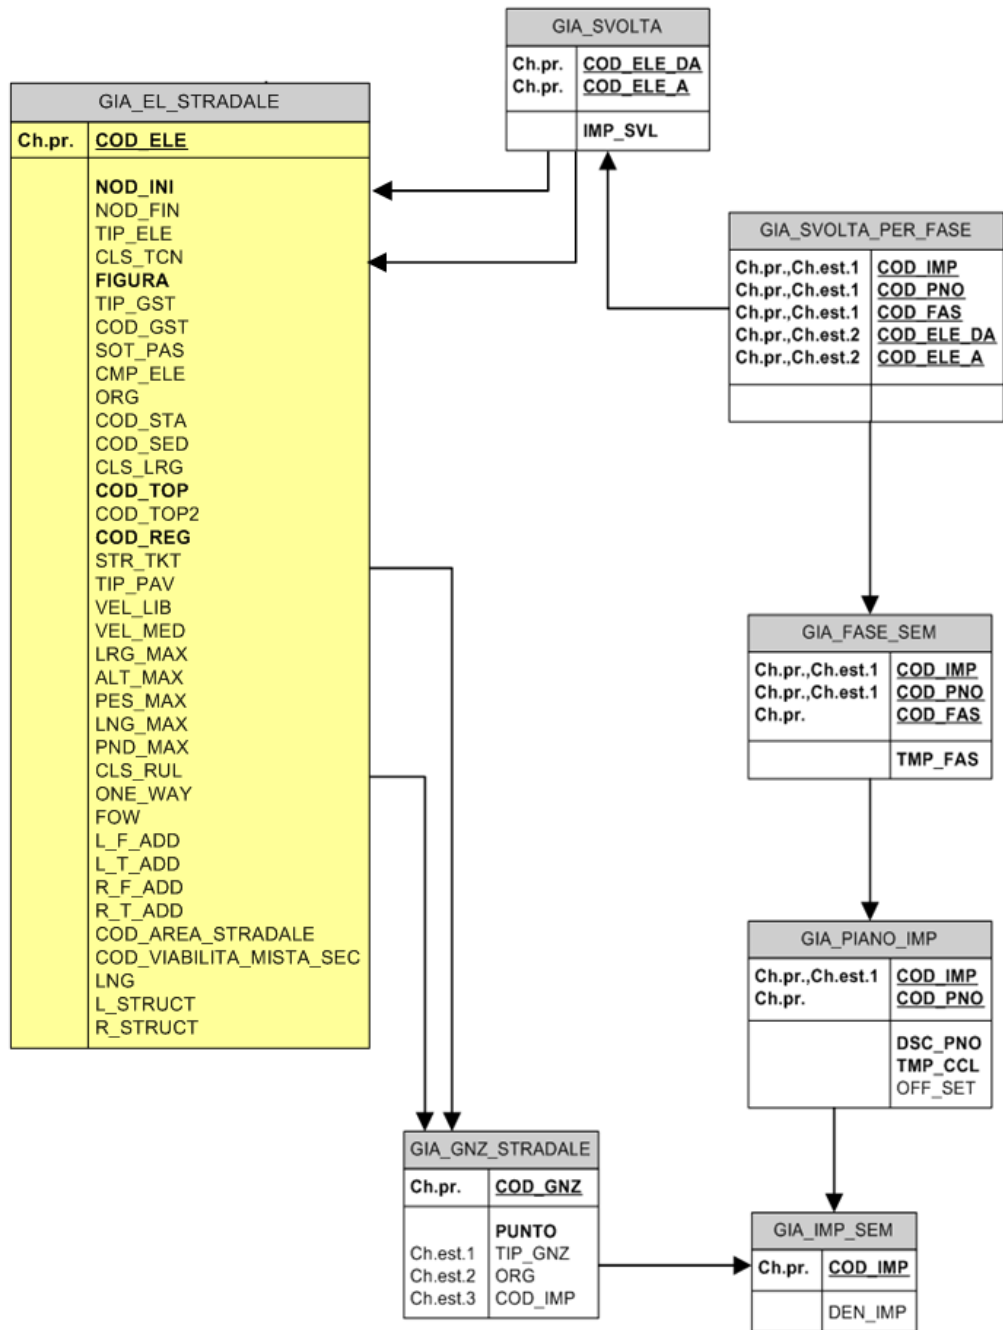 GIA_SVOLTA
Ch.pr. COD_ELE_DA
Ch.pr. COD_ELE_A
IMP_SVL
GIA_EL_STRADALE
Ch.pr. COD_ELE
NOD_INI
NOD_FIN
TIP_ELE
CLS_TCN
FIGURA
TIP_GST
COD_GST
SOT_PAS
CMP_ELE
ORG
COD_STA
COD_SED
CLS_LRG
COD_TOP
COD_TOP2
COD_REG
STR_TKT
TIP_PAV
VEL_LIB
VEL_MED
LRG_MAX
ALT_MAX
PES_MAX
LNG_MAX
PND_MAX
CLS_RUL
ONE_WAY
FOW
L_F_ADD
L_T_ADD
R_F_ADD
R_T_ADD
COD_AREA_STRADALE
COD_VIABILITA_MISTA_SEC
LNG
L_STRUCT
R_STRUCT
GIA_SVOLTA_PER_FASE
Ch.pr.,Ch.est.1 COD_IMP
Ch.pr.,Ch.est.1 COD_PNO
Ch.pr.,Ch.est.1 COD_FAS
Ch.pr.,Ch.est.2 COD_ELE_DA
Ch.pr.,Ch.est.2 COD_ELE_A
GIA_FASE_SEM
Ch.pr.,Ch.est.1 COD_IMP
Ch.pr.,Ch.est.1 COD_PNO
Ch.pr. COD_FAS
TMP_FAS
GIA_PIANO_IMP
Ch.pr.,Ch.est.1 COD_IMP
Ch.pr. COD_PNO
DSC_PNO
TMP_CCL
OFF_SET
GIA_GNZ_STRADALE
Ch.pr. COD_GNZ
PUNTO
Ch.est.1 TIP_GNZ
Ch.est.2 ORG
Ch.est.3 COD_IMP
GIA_IMP_SEM
Ch.pr. COD_IMP
DEN_IMP